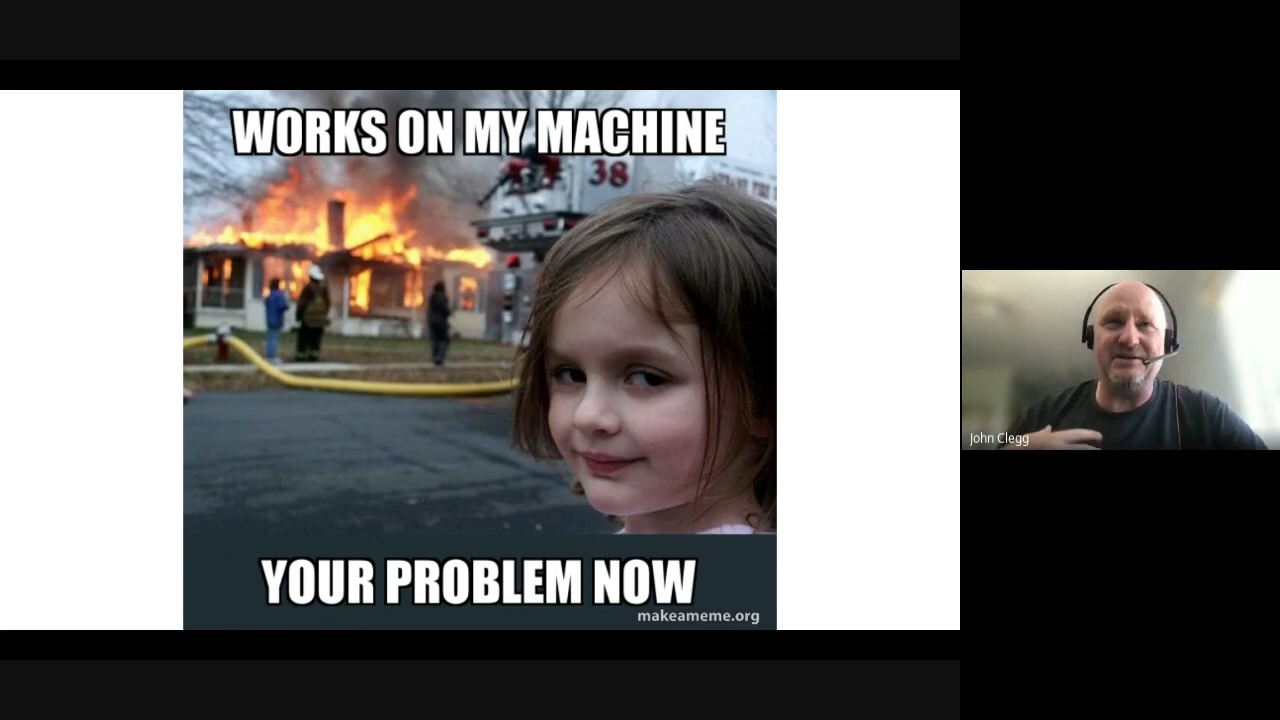 WORKS ON MY MACHINE
38
YOUR PROBLEM NOW
makeameme.org
John Clegg